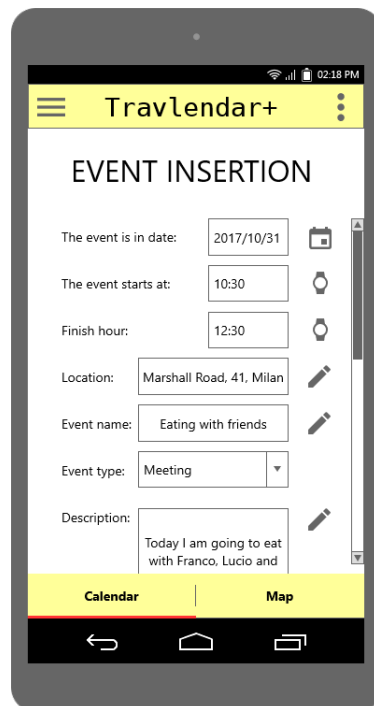 02:18 PM
Travlendar+
EVENT INSERTION
The event is in date: 2017/10/31
The event starts at: 10:30
Finish hour: 12:30
Location: Marshall Road, 41, Milan
Event name: Eating with friends
Event type: Meeting
Description:
Today I am going to eat
with Franco, Lucio and
Calendar Map